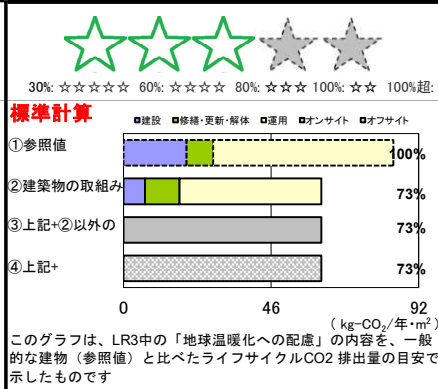 30%: ☆☆☆☆☆ 60%: ☆☆☆☆ 80%: ☆☆☆ 100%: ☆☆ 100%超:
標準計算
■建設 ■修繕・更新・解体 □運用 ■オンサイト ■オフサイト
①参照値 100%
②建築物の取組み 73%
③上記+②以外の 73%
④上記+ 73%
0 46 92
( kg-CO₂/年・m² )
このグラフは、LR3中の「地球温暖化への配慮」の内容を、一般
的な建物（参照値）と比べたライフサイクルCO2 排出量の目安で
示したものです